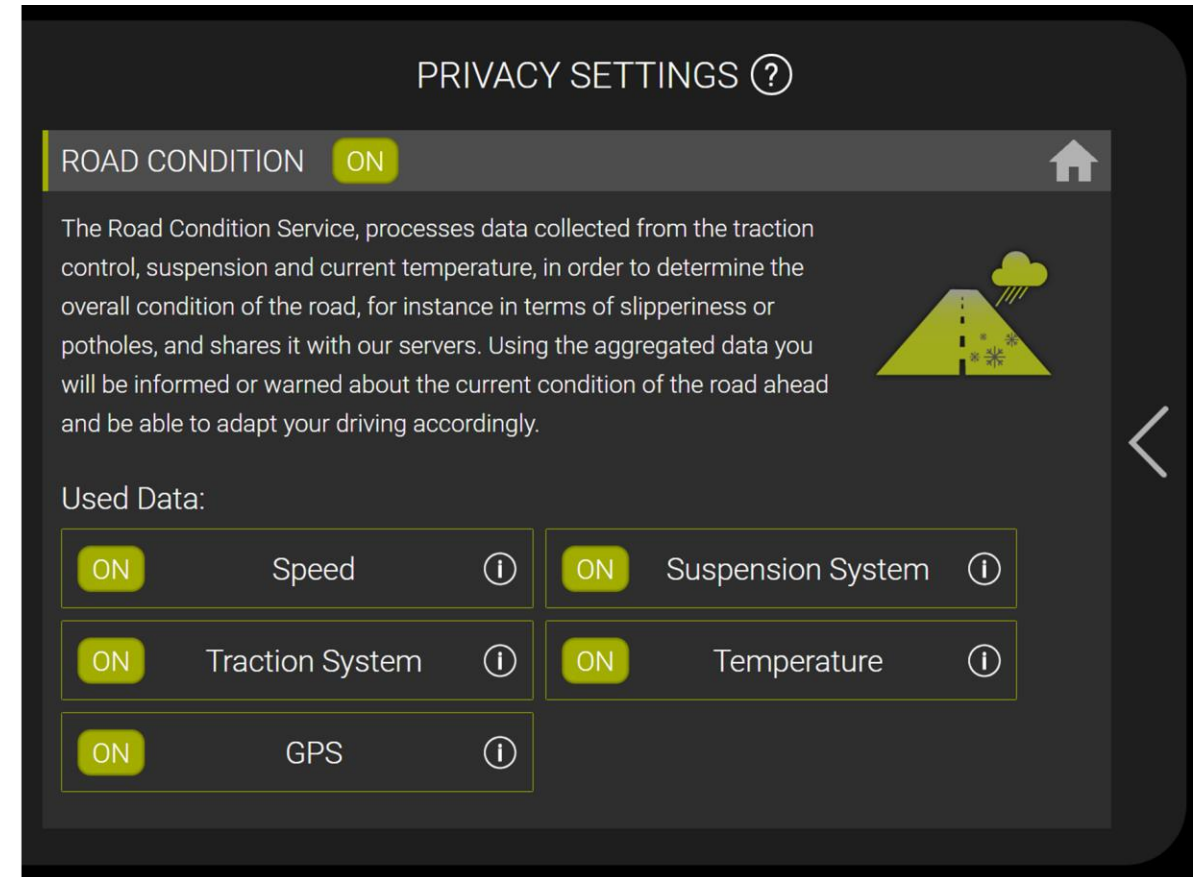 PRIVACY SETTINGS ?
ROAD CONDITION ON
The Road Condition Service, processes data collected from the traction
control, suspension and current temperature, in order to determine the
overall condition of the road, for instance in terms of slipperiness or
potholes, and shares it with our servers. Using the aggregated data you
will be informed or warned about the current condition of the road ahead
and be able to adapt your driving accordingly.
Used Data:
ON Speed i ON Suspension System i
ON Traction System i ON Temperature i
ON GPS i